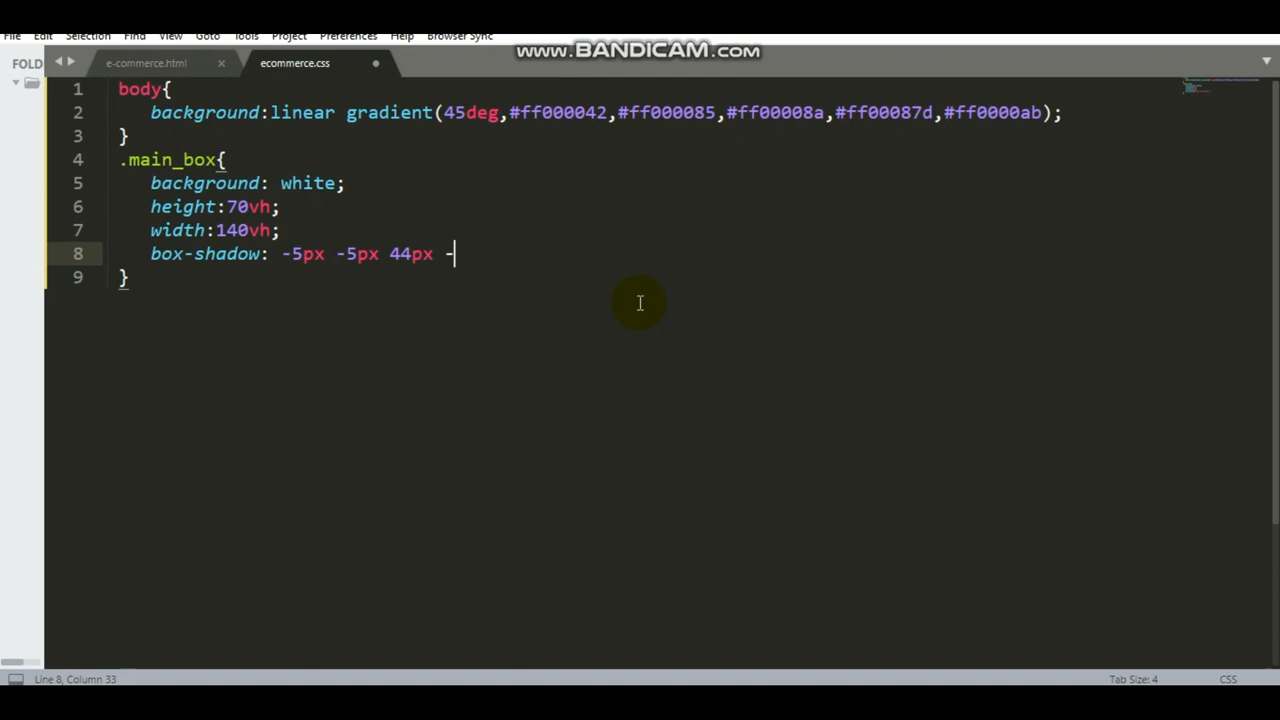 File Edit Selection Find View Goto Tools Project Preferences Help Browser Sync
www.BANDICAM.com
FOLD
e-commerce.html ×
ecommerce.css
1 body{
2 background:linear gradient(45deg,#ff000042,#ff000085,#ff00008a,#ff00087d,#ff0000ab);
3 }
4 .main_box{
5 background: white;
6 height:70vh;
7 width:140vh;
8 box-shadow: -5px -5px 44px -
9 }
Line 8, Column 33
Tab Size: 4
CSS